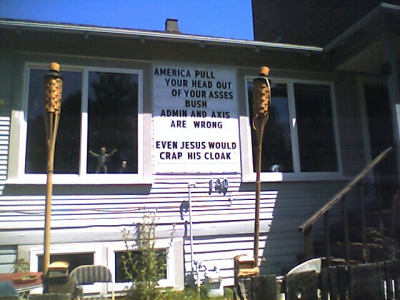 AMERICA PULL
YOUR HEAD OUT
OF YOUR ASSES
BUSH
ADMIN AND AXIS
ARE WRONG
EVEN JESUS WOULD
CRAP HIS CLOAK